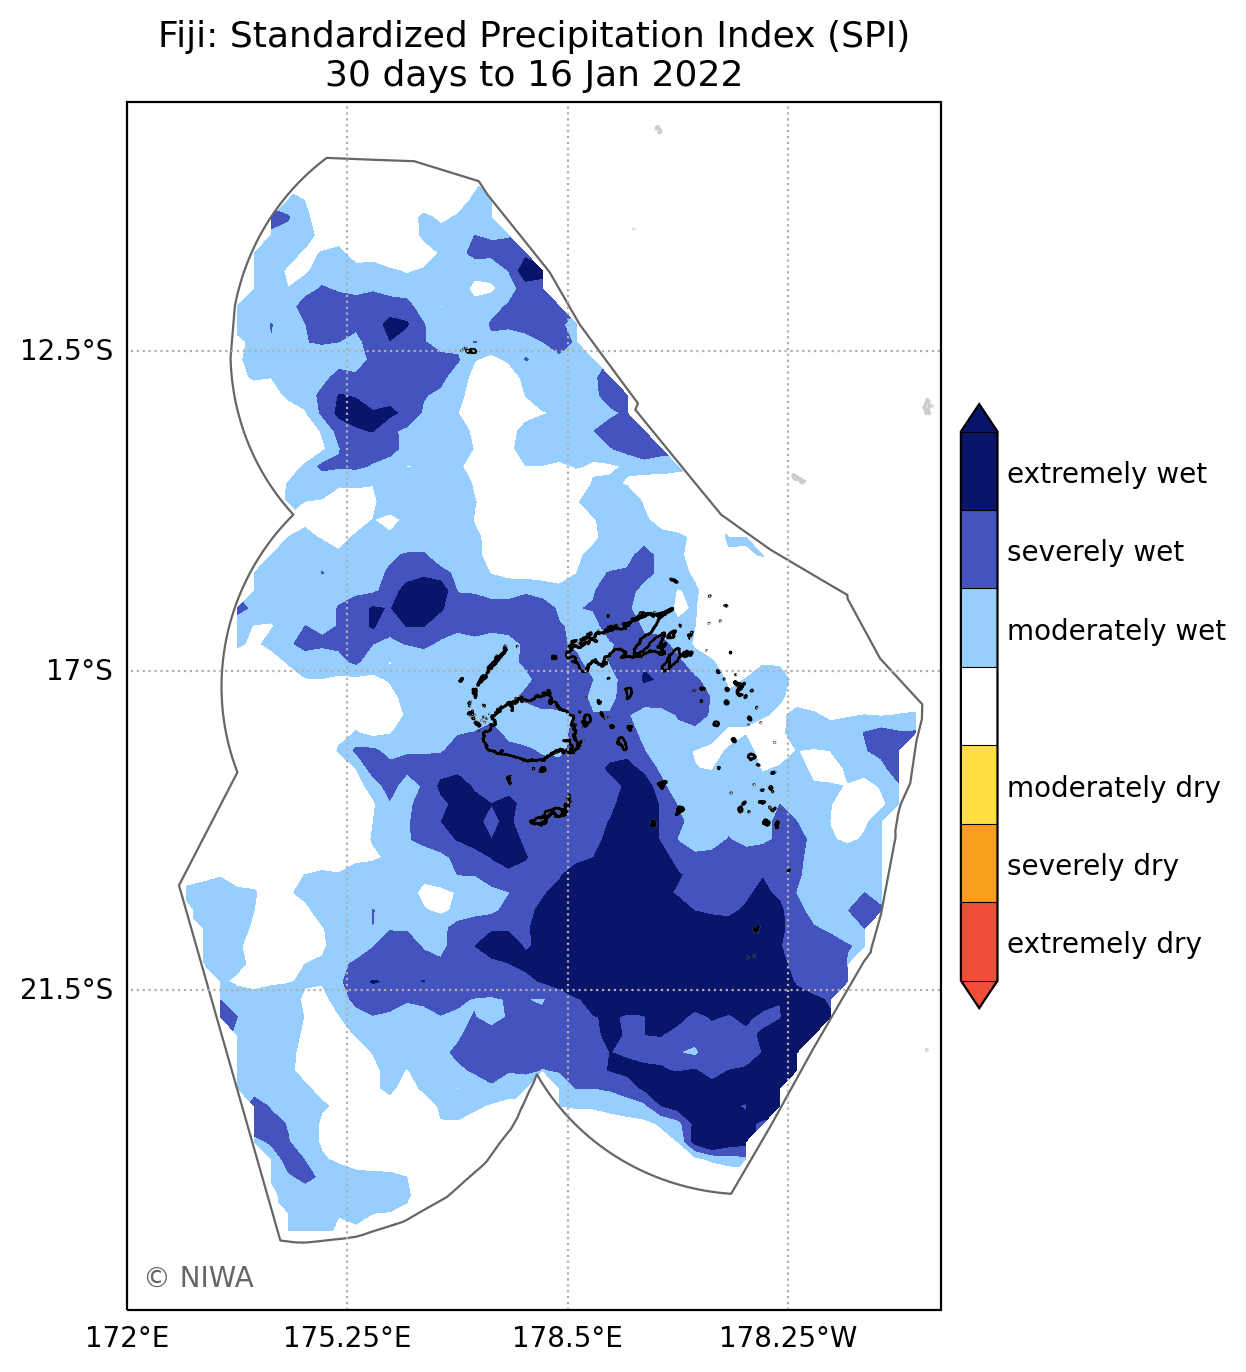 Fiji: Standardized Precipitation Index (SPI)
30 days to 16 Jan 2022
12.5°S
17°S
21.5°S
172°E
175.25°E
178.5°E
178.25°W
extremely wet
severely wet
moderately wet
moderately dry
severely dry
extremely dry
© NIWA